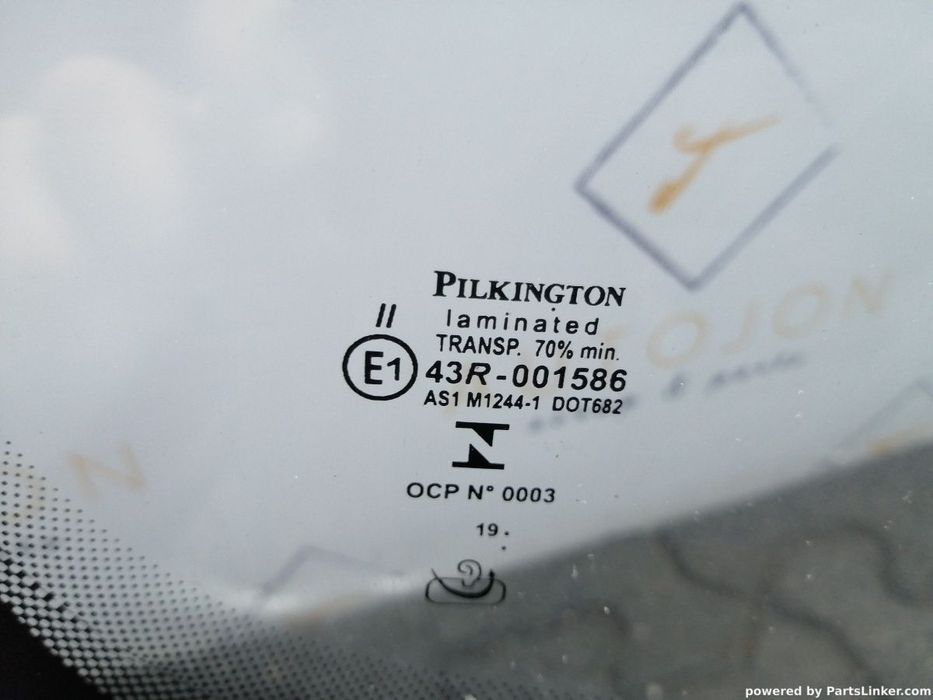 PILKINGTON
II laminated
TRANSP. 70% min.
E1 43R-001586
AS1 M1244-1 DOT682
OCP N° 0003
19.
N
powered by PartsLinker.com